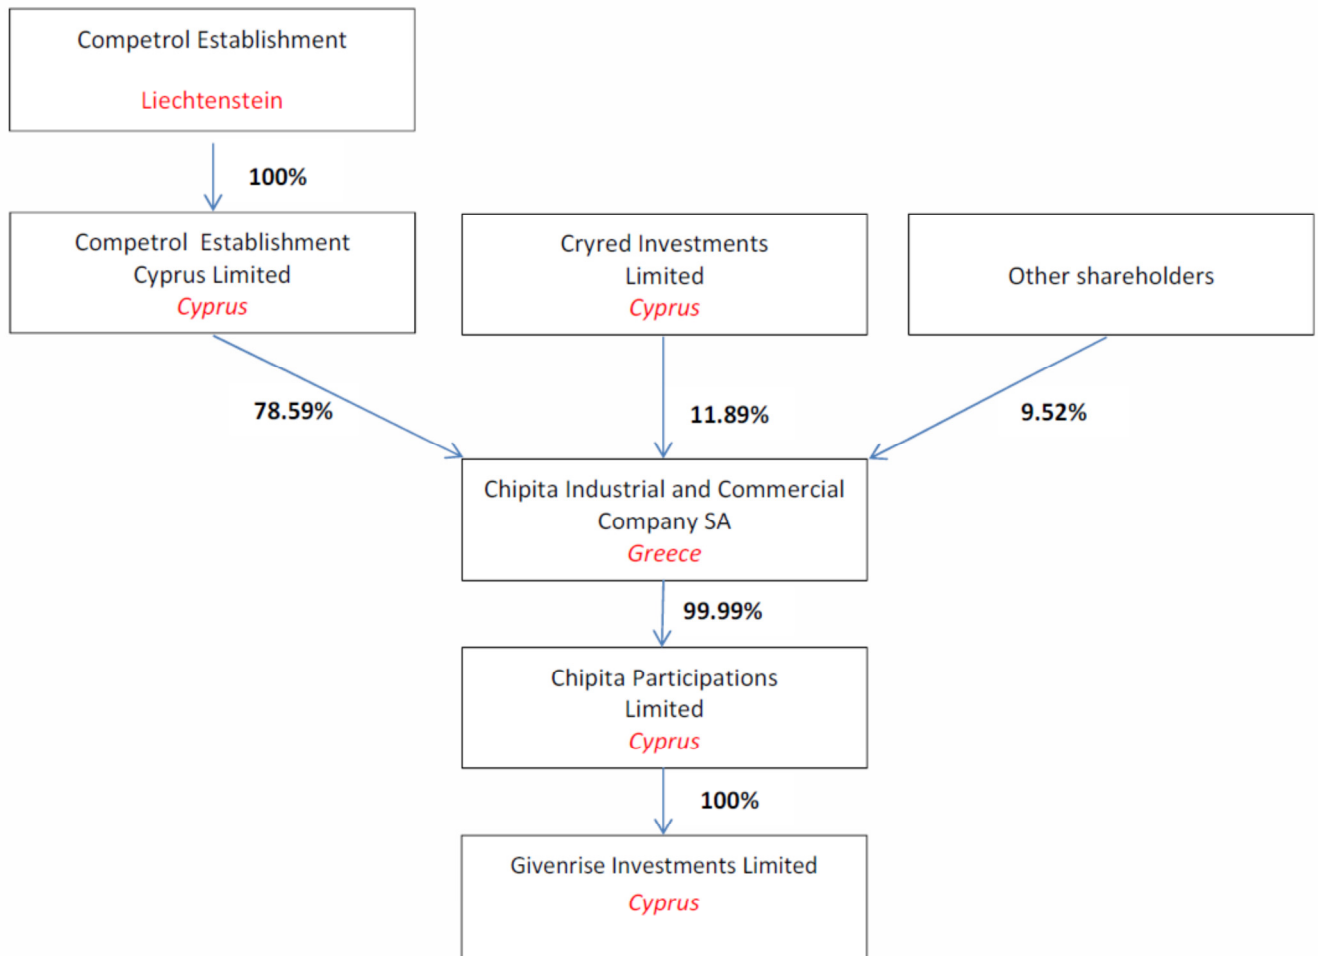 Competrol Establishment
Liechtenstein
100%
Competrol Establishment
Cyprus Limited
Cyprus
Cryred Investments
Limited
Cyprus
Other shareholders
78.59%
11.89%
9.52%
Chipita Industrial and Commercial
Company SA
Greece
99.99%
Chipita Participations
Limited
Cyprus
100%
Givenrise Investments Limited
Cyprus